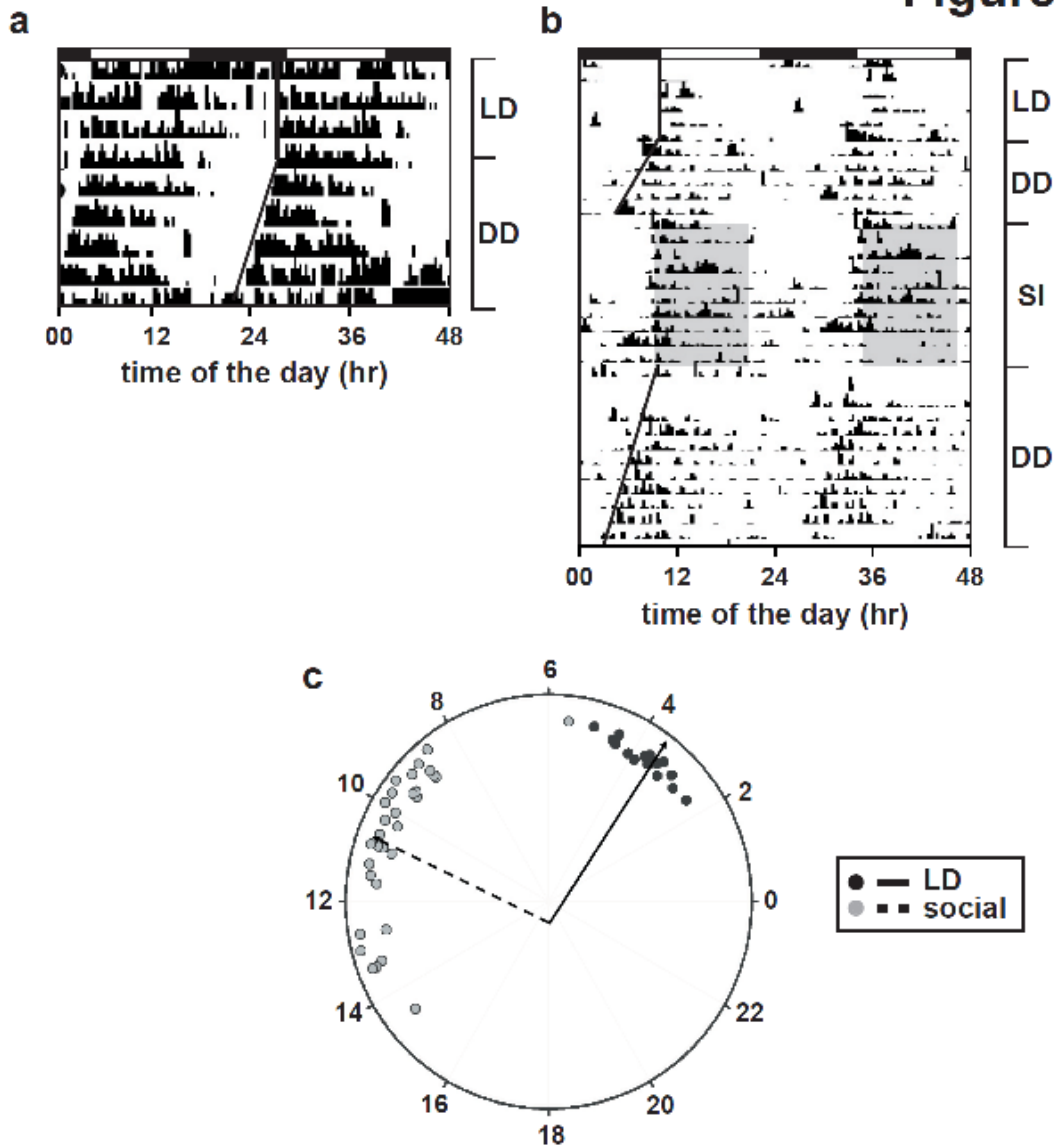 Figure
a
b
LD
DD
00 12 24 36 48
time of the day (hr)
LD
DD
SI
DD
00 12 24 36 48
time of the day (hr)
c
6
4
2
0
22
20
18
16
14
12
10
8
LD
social